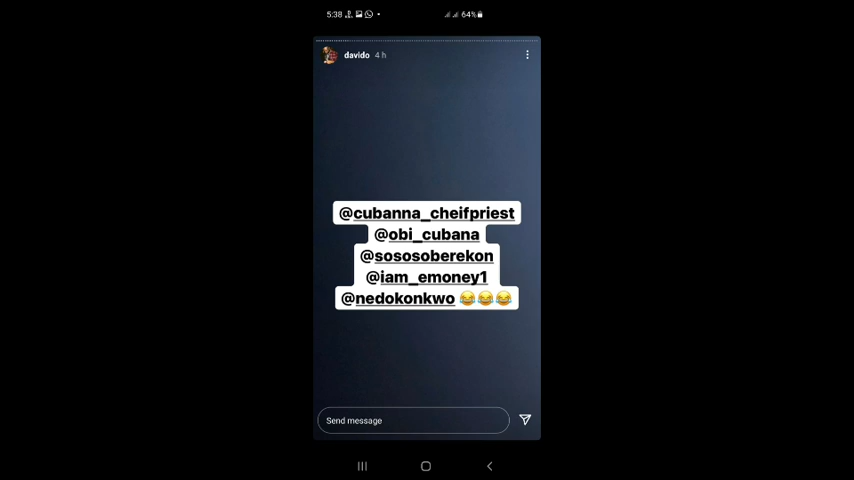 5:38 64%
davido 4 h
@cubanna_cheifpriest
@obi_cubana
@sososoberekon
@iam_emoney1
@nedokonkwo 😂😂😂
Send message